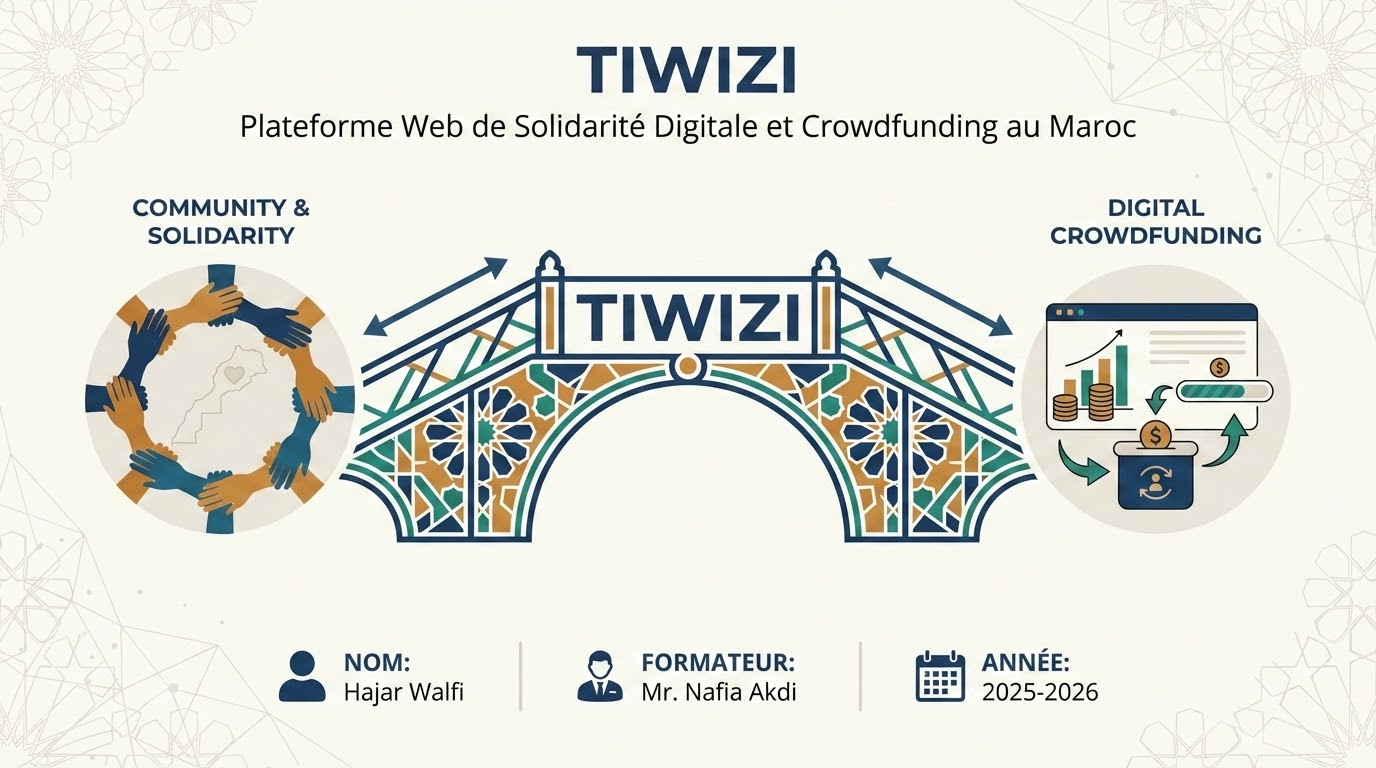 TIWIZI
Plateforme Web de Solidarité Digitale et Crowdfunding au Maroc
COMMUNITY &
SOLIDARITY
DIGITAL
CROWDFUNDING
TIWIZI
$
$
NOM:
Hajar Walfi
FORMATEUR:
Mr. Nafia Akdi
ANNÉE:
2025-2026